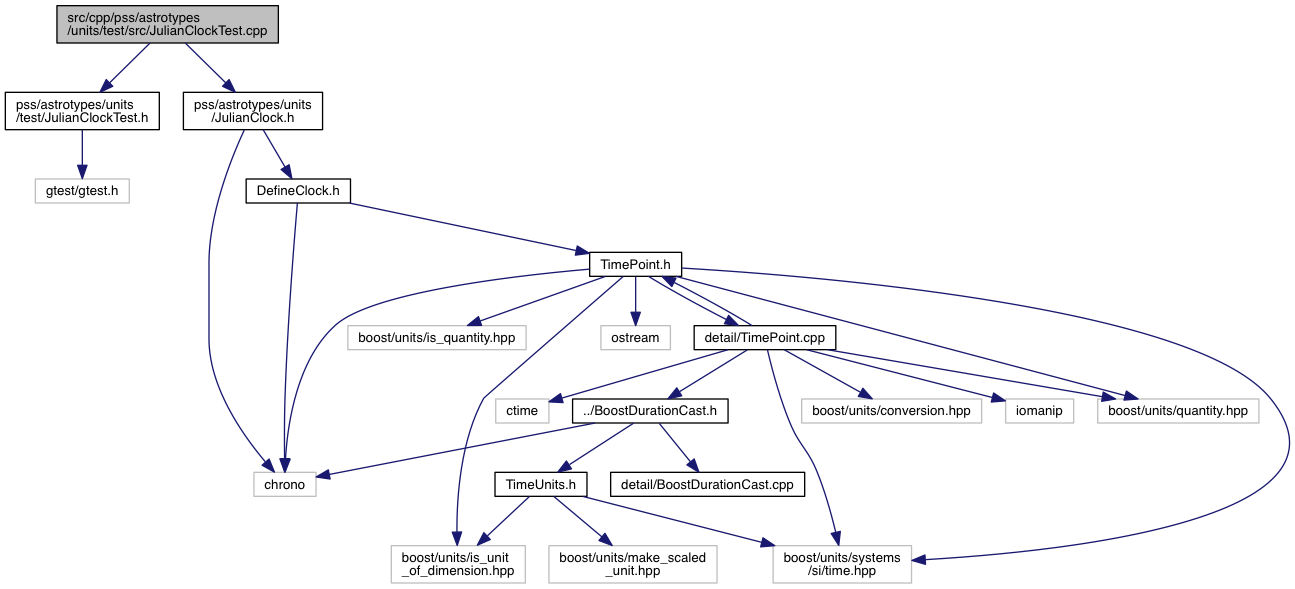 src/cpp/pss/astrotypes
/units/test/src/JulianClockTest.cpp
pss/astrotypes/units
/test/JulianClockTest.h
pss/astrotypes/units
/JulianClock.h
gtest/gtest.h
DefineClock.h
TimePoint.h
boost/units/is_quantity.hpp
ostream
detail/TimePoint.cpp
ctime
../BoostDurationCast.h
boost/units/conversion.hpp
iomanip
boost/units/quantity.hpp
chrono
TimeUnits.h
detail/BoostDurationCast.cpp
boost/units/is_unit
_of_dimension.hpp
boost/units/make_scaled
_unit.hpp
boost/units/systems
/si/time.hpp